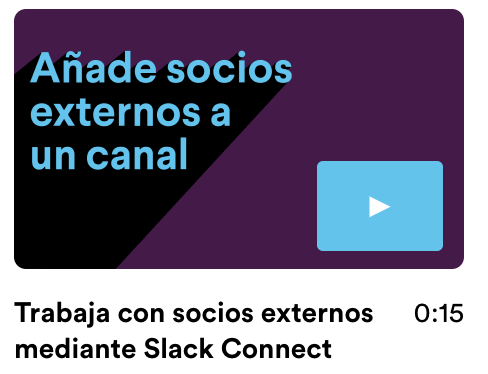 Añade socios
externos a
un canal
Trabaja con socios externos 0:15
mediante Slack Connect